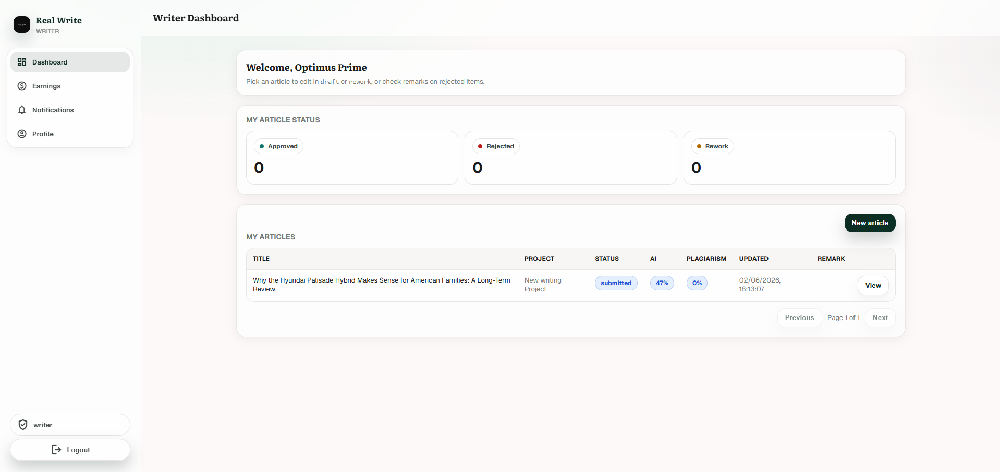 Real Write
WRITER
Dashboard
Earnings
Notifications
Profile
writer
Logout
Writer Dashboard
Welcome, Optimus Prime
Pick an article to edit in draft or rework, or check remarks on rejected items.
MY ARTICLE STATUS
Approved
0
Rejected
0
Rework
0
New article
MY ARTICLES
TITLE PROJECT STATUS AI PLAGIARISM UPDATED REMARK
Why the Hyundai Palisade Hybrid Makes Sense for American Families: A Long-Term
Review
New writing
Project
submitted
47%
0%
02/06/2026,
18:13:07
View
Previous Page 1 of 1 Next